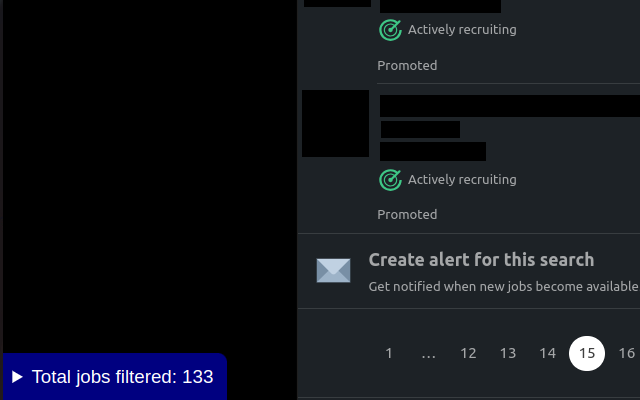 Actively recruiting
Promoted
Actively recruiting
Promoted
Create alert for this search
Get notified when new jobs become available
1 … 12 13 14 15 16
▶ Total jobs filtered: 133